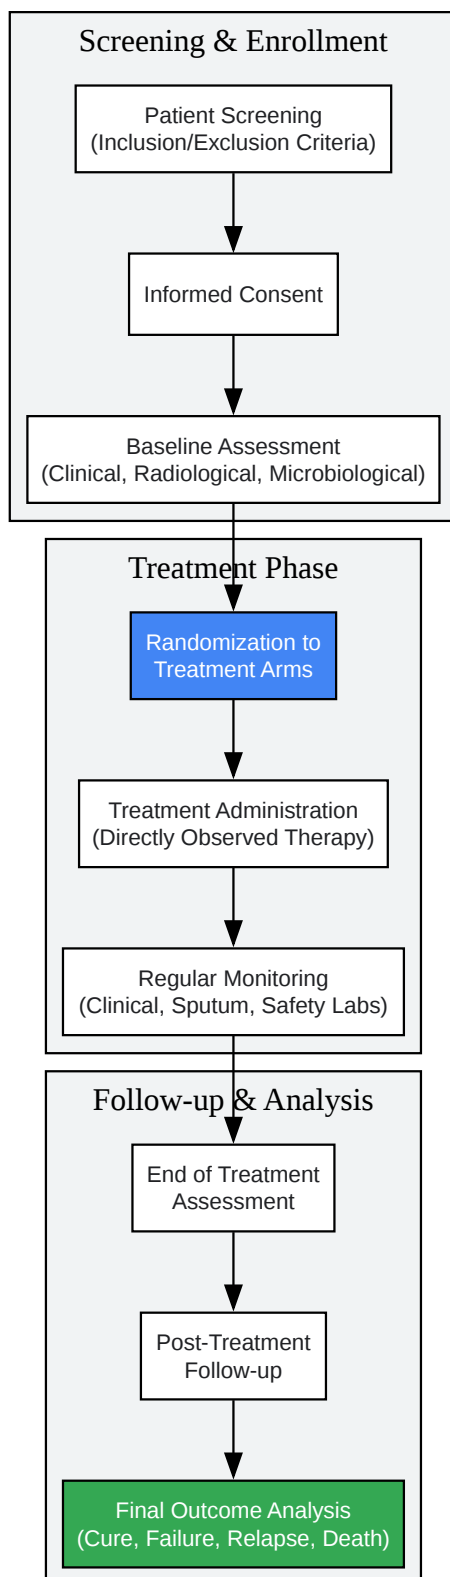 Screening & Enrollment
Patient Screening
(Inclusion/Exclusion Criteria)
Informed Consent
Baseline Assessment
(Clinical, Radiological, Microbiological)
Treatment Phase
Randomization to
Treatment Arms
Treatment Administration
(Directly Observed Therapy)
Regular Monitoring
(Clinical, Sputum, Safety Labs)
Follow-up & Analysis
End of Treatment
Assessment
Post-Treatment
Follow-up
Final Outcome Analysis
(Cure, Failure, Relapse, Death)